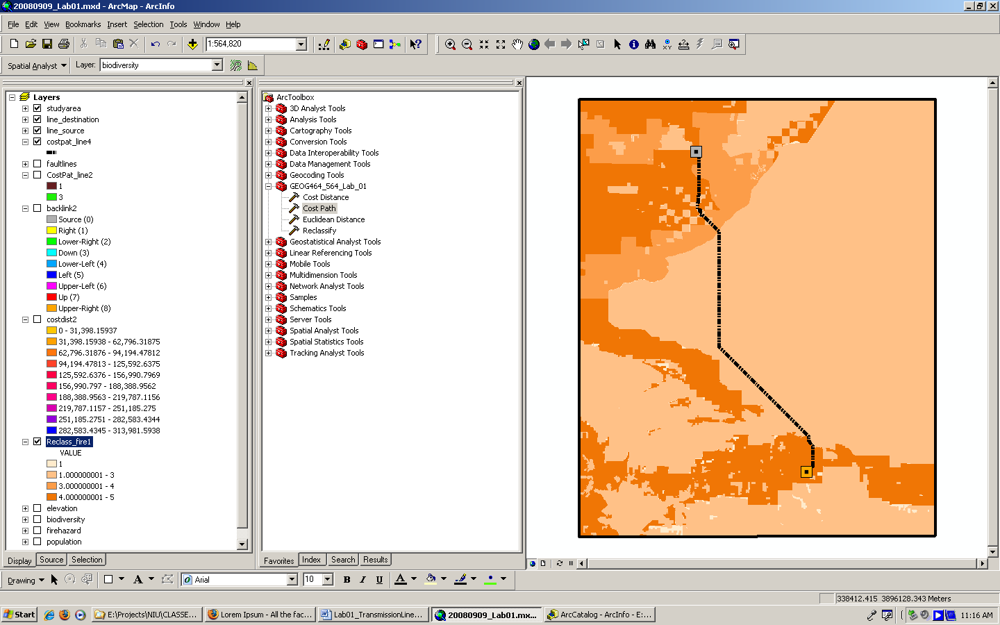 20080909_Lab01.mxd - ArcMap - ArcInfo
File Edit View Bookmarks Insert Selection Tools Window Help
1:564,820
Spatial Analyst Layer: biodiversity
Layers
studyarea
line_destination
line_source
costpat_line4
faultlines
CostPat_line2
1
3
backlink2
Source (0)
Right (1)
Lower-Right (2)
Down (3)
Lower-Left (4)
Left (5)
Upper-Left (6)
Up (7)
Upper-Right (8)
costdist2
0 - 31,398.15937
31,398.15938 - 62,796.31875
62,796.31876 - 94,194.47812
94,194.47813 - 125,592.6375
125,592.6376 - 156,990.7969
156,990.797 - 188,388.9562
188,388.9563 - 219,787.1156
219,787.1157 - 251,185.275
251,185.2751 - 282,583.4344
282,583.4345 - 313,981.5938
Reclass_fire1
VALUE
1
1.000000001 - 3
3.000000001 - 4
4.000000001 - 5
elevation
biodiversity
firehazard
population
Display Source Selection
ArcToolbox
3D Analyst Tools
Analysis Tools
Cartography Tools
Conversion Tools
Data Interoperability Tools
Data Management Tools
Geocoding Tools
GEOG464_564_Lab_01
Cost Distance
Cost Path
Euclidean Distance
Reclassify
Geostatistical Analyst Tools
Linear Referencing Tools
Mobile Tools
Multidimension Tools
Network Analyst Tools
Samples
Schematics Tools
Server Tools
Spatial Analyst Tools
Spatial Statistics Tools
Tracking Analyst Tools
Favorites Index Search Results
Drawing A Arial 10 B I U A
338412.415 3896128.343 Meters
Start E:\Projects\NIU\CLASSE... Lorem Ipsum - All the fac... Lab01_TransmissionLine... 20080909_Lab01.mx... ArcCatalog - ArcInfo - E:... 11:16 AM